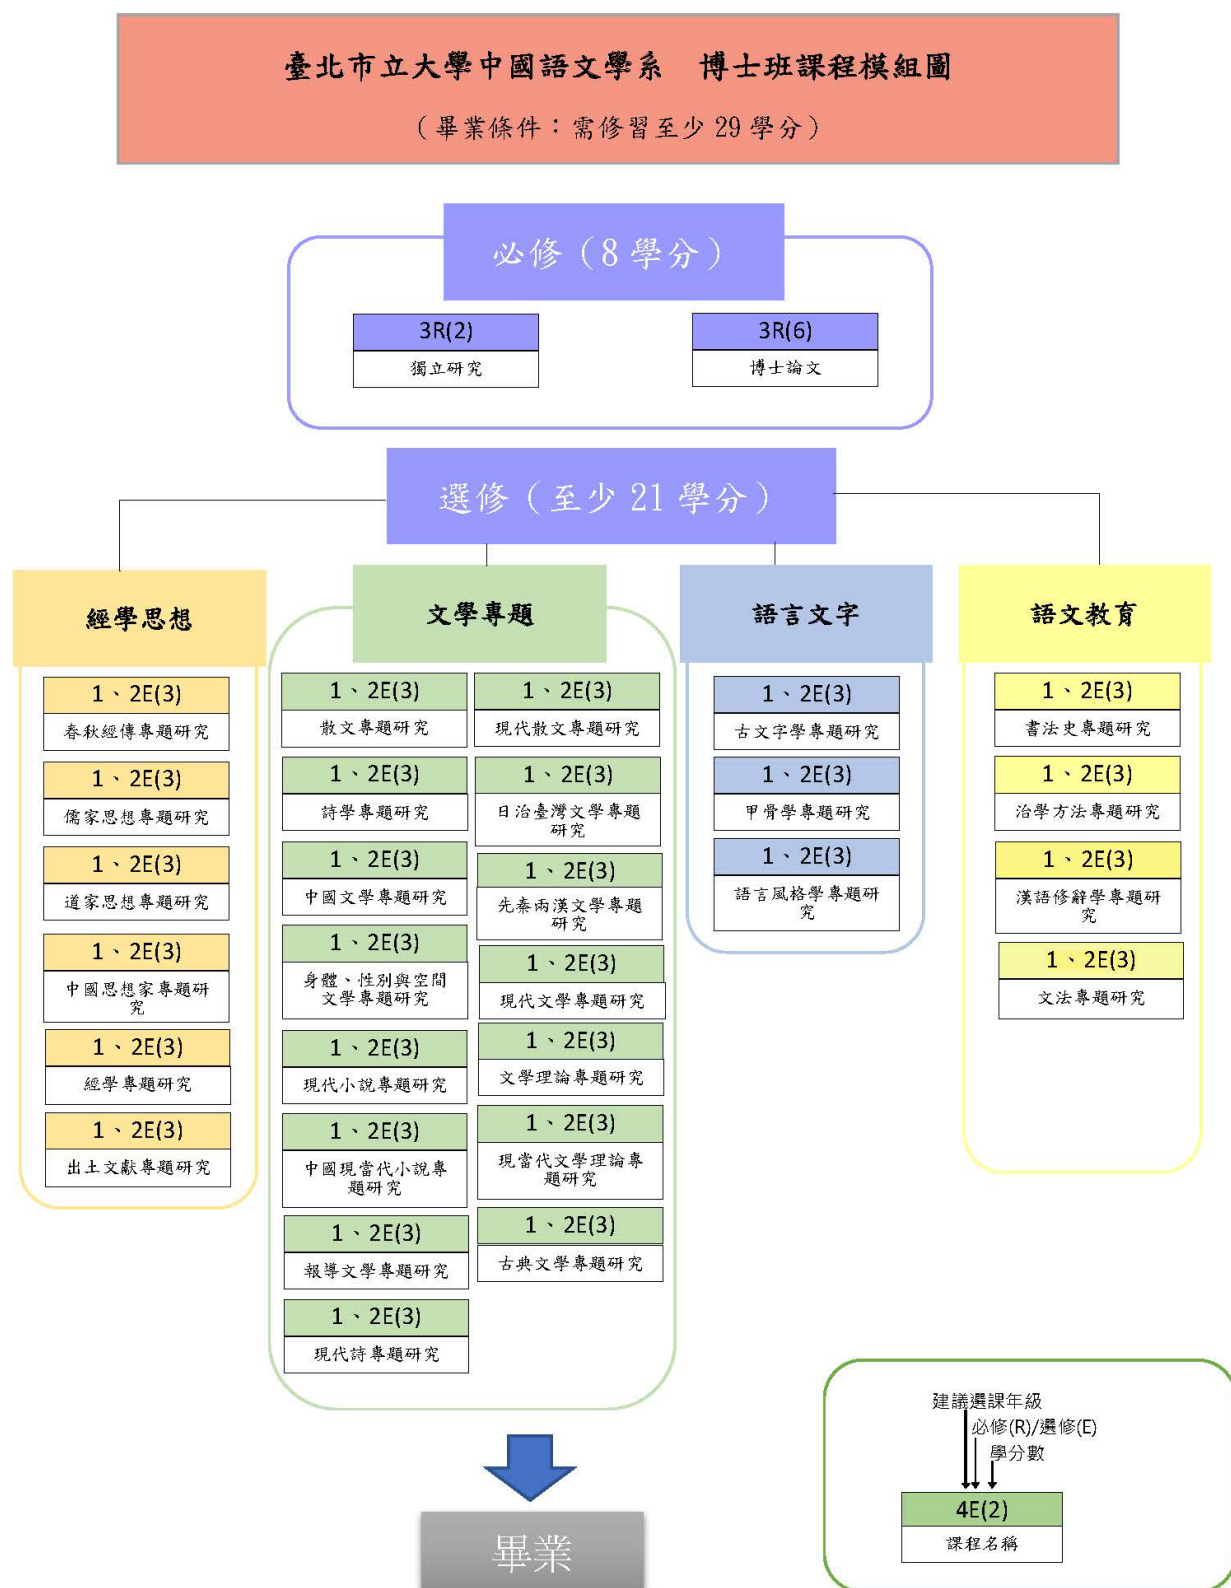 臺北市立大學中國語文學系　博士班課程模組圖
（畢業條件：需修習至少 29 學分）
必修（8 學分）
3R(2)
獨立研究
3R(6)
博士論文
選修（至少 21 學分）
經學思想
1、2E(3)
春秋經傳專題研究
1、2E(3)
儒家思想專題研究
1、2E(3)
道家思想專題研究
1、2E(3)
中國思想家專題研
究
1、2E(3)
經學專題研究
1、2E(3)
出土文獻專題研究
文學專題
1、2E(3)
散文專題研究
1、2E(3)
詩學專題研究
1、2E(3)
中國文學專題研究
1、2E(3)
身體、性別與空間
文學專題研究
1、2E(3)
現代小說專題研究
1、2E(3)
中國現當代小說專
題研究
1、2E(3)
報導文學專題研究
1、2E(3)
現代詩專題研究
1、2E(3)
現代散文專題研究
1、2E(3)
日治臺灣文學專題
研究
1、2E(3)
先秦兩漢文學專題
研究
1、2E(3)
現代文學專題研究
1、2E(3)
文學理論專題研究
1、2E(3)
現當代文學理論專
題研究
1、2E(3)
古典文學專題研究
語言文字
1、2E(3)
古文字學專題研究
1、2E(3)
甲骨學專題研究
1、2E(3)
語言風格學專題研
究
語文教育
1、2E(3)
書法史專題研究
1、2E(3)
治學方法專題研究
1、2E(3)
漢語修辭學專題研
究
1、2E(3)
文法專題研究
畢業
建議選課年級
必修(R)/選修(E)
學分數
4E(2)
課程名稱